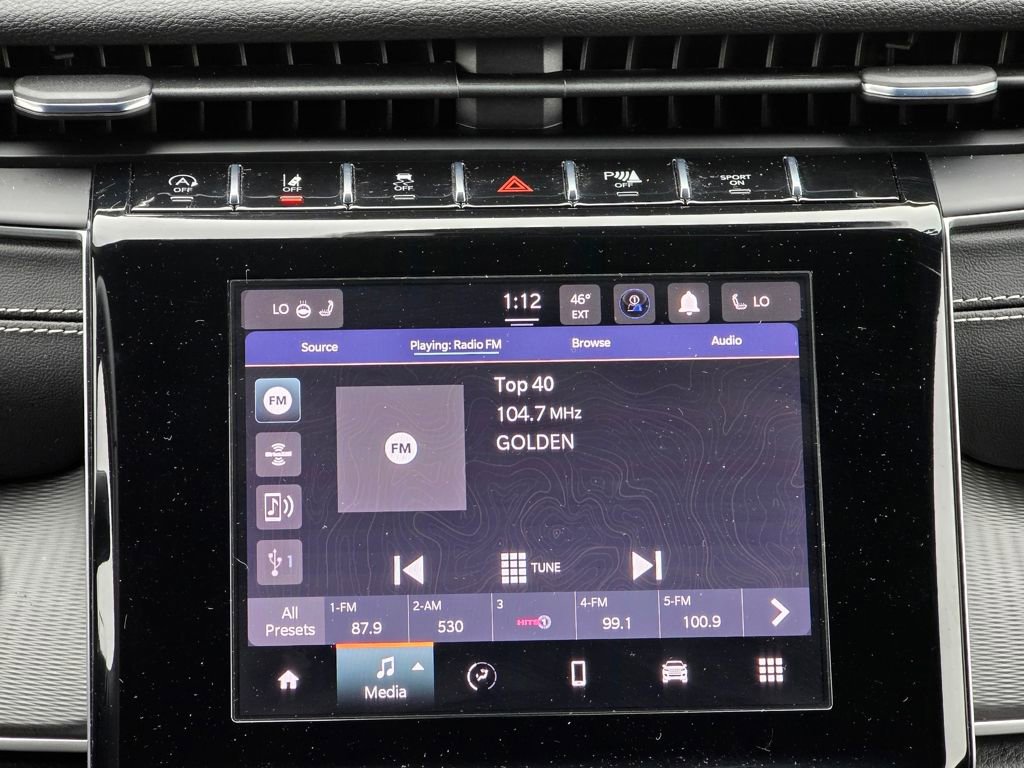 A OFF
OFF
OFF
P OFF
SPORT
ON
LO
1:12
46°
EXT
LO
Source
Playing: Radio FM
Browse
Audio
FM
FM
Top 40
104.7 MHz
GOLDEN
SiriusXM
1
TUNE
All
Presets
1-FM
87.9
2-AM
530
3
HITS1
4-FM
99.1
5-FM
100.9
Media